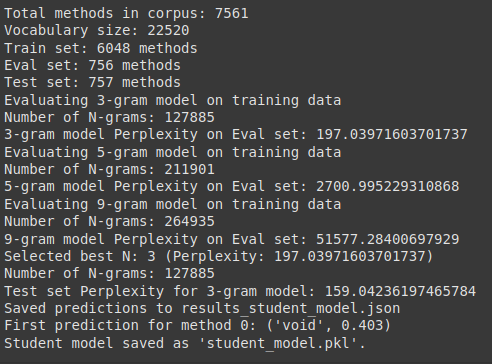 Total methods in corpus: 7561
Vocabulary size: 22520
Train set: 6048 methods
Eval set: 756 methods
Test set: 757 methods
Evaluating 3-gram model on training data
Number of N-grams: 127885
3-gram model Perplexity on Eval set: 197.03971603701737
Evaluating 5-gram model on training data
Number of N-grams: 211901
5-gram model Perplexity on Eval set: 2700.995229310868
Evaluating 9-gram model on training data
Number of N-grams: 264935
9-gram model Perplexity on Eval set: 51577.28400697929
Selected best N: 3 (Perplexity: 197.03971603701737)
Number of N-grams: 127885
Test set Perplexity for 3-gram model: 159.04236197465784
Saved predictions to results_student_model.json
First prediction for method 0: ('void', 0.403)
Student model saved as 'student_model.pkl'.